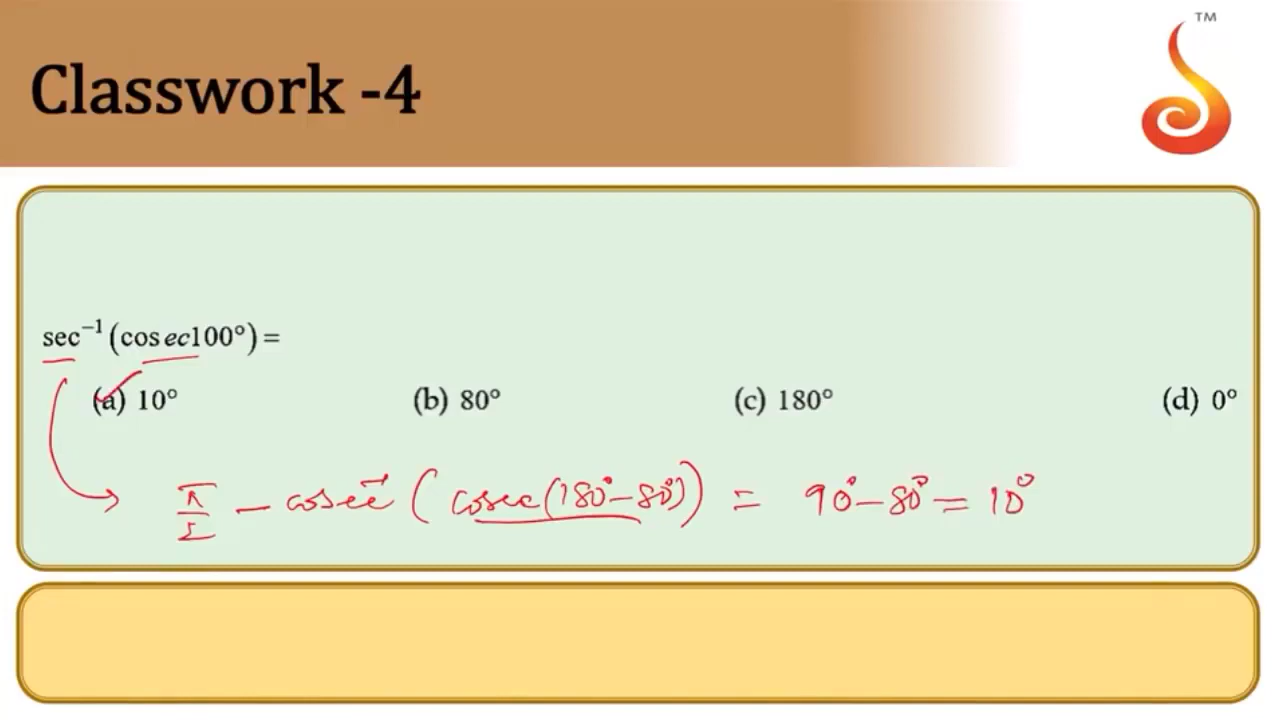 TM
Classwork -4
sec⁻¹(cosec100°)=
(a) 10° (b) 80° (c) 180° (d) 0°
π/2 - cosec⁻¹(cosec(180°-80°)) = 90°-80° = 10°